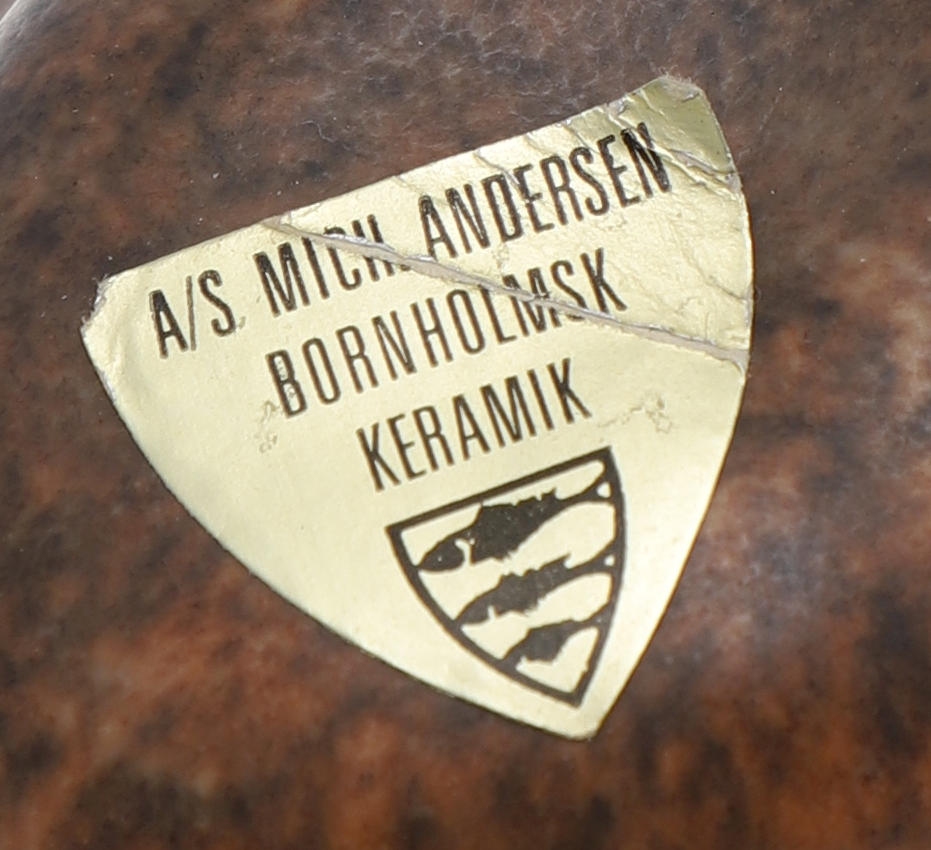 A/S MICH. ANDERSEN
BORNHOLMSK
KERAMIK